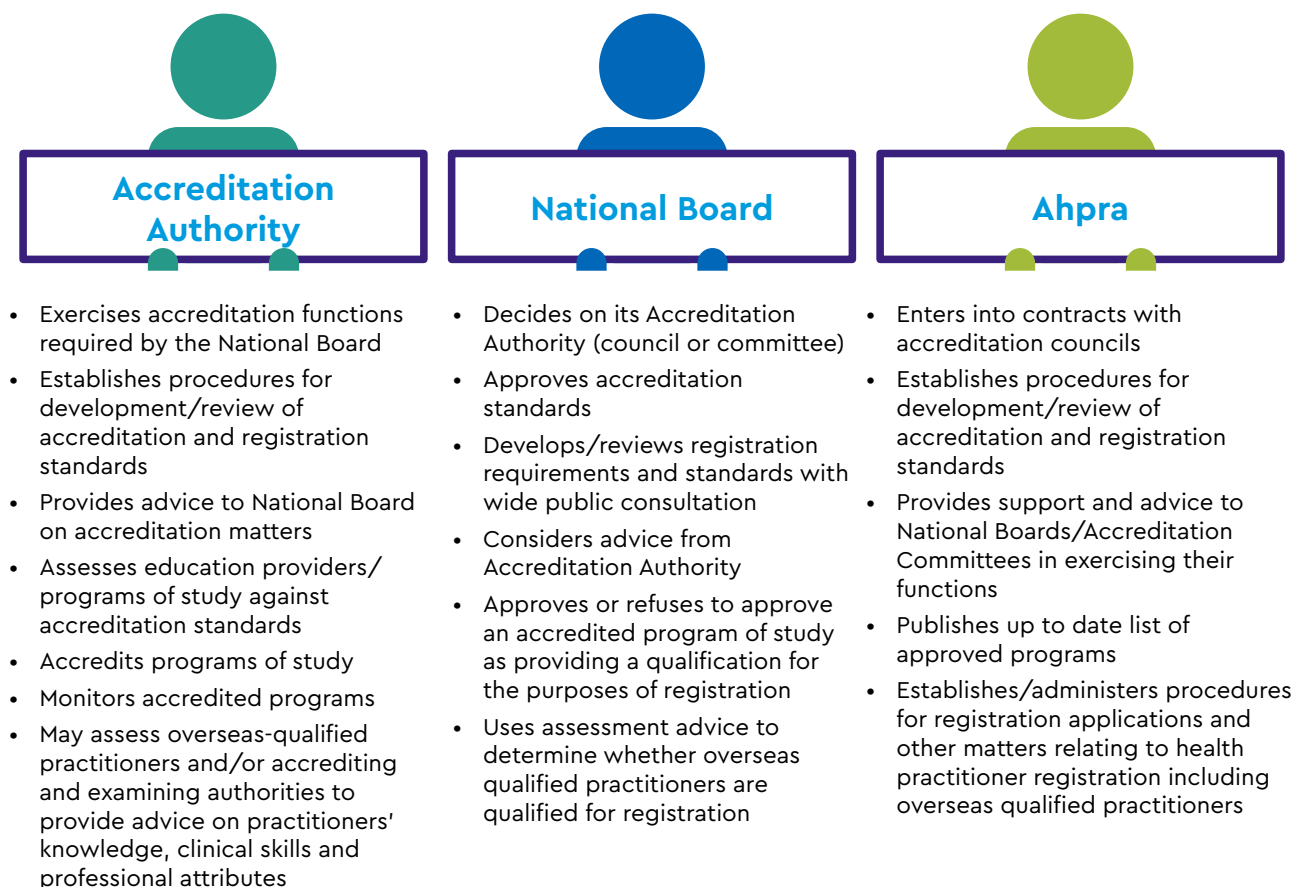 Accreditation
Authority
• Exercises accreditation functions
required by the National Board
• Establishes procedures for
development/review of
accreditation and registration
standards
• Provides advice to National Board
on accreditation matters
• Assesses education providers/
programs of study against
accreditation standards
• Accredits programs of study
• Monitors accredited programs
• May assess overseas-qualified
practitioners and/or accrediting
and examining authorities to
provide advice on practitioners'
knowledge, clinical skills and
professional attributes
National Board
• Decides on its Accreditation
Authority (council or committee)
• Approves accreditation
standards
• Develops/reviews registration
requirements and standards with
wide public consultation
• Considers advice from
Accreditation Authority
• Approves or refuses to approve
an accredited program of study
as providing a qualification for
the purposes of registration
• Uses assessment advice to
determine whether overseas
qualified practitioners are
qualified for registration
Ahpra
• Enters into contracts with
accreditation councils
• Establishes procedures for
development/review of
accreditation and registration
standards
• Provides support and advice to
National Boards/Accreditation
Committees in exercising their
functions
• Publishes up to date list of
approved programs
• Establishes/administers procedures
for registration applications and
other matters relating to health
practitioner registration including
overseas qualified practitioners